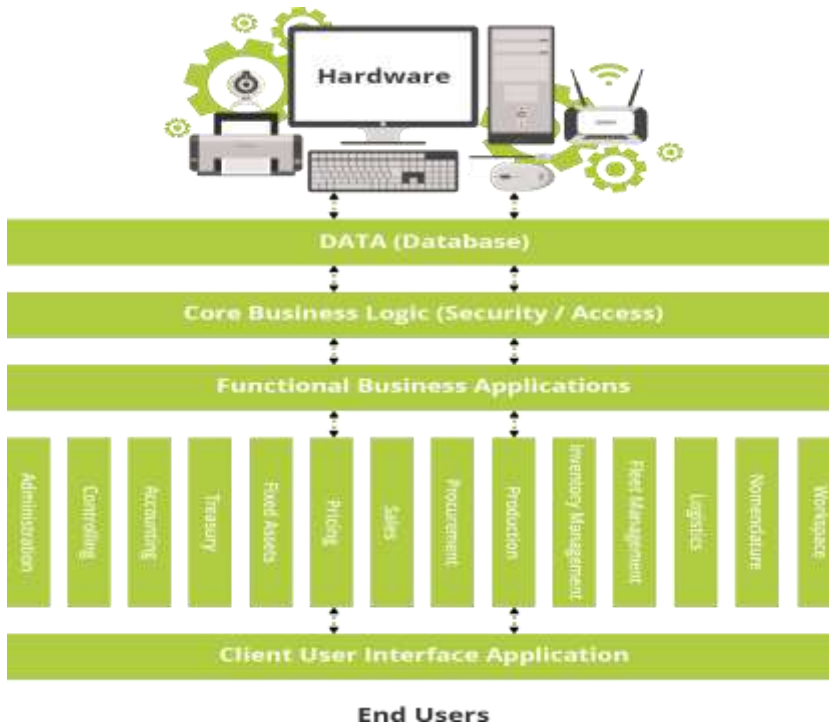 Hardware
DATA (Database)
Core Business Logic (Security / Access)
Functional Business Applications
Administration
Controlling
Accounting
Treasury
Fixed Assets
Pricing
Sales
Procurement
Production
Inventory Management
Fleet Management
Logistics
Nomendature
Workspace
Client User Interface Application
End Users